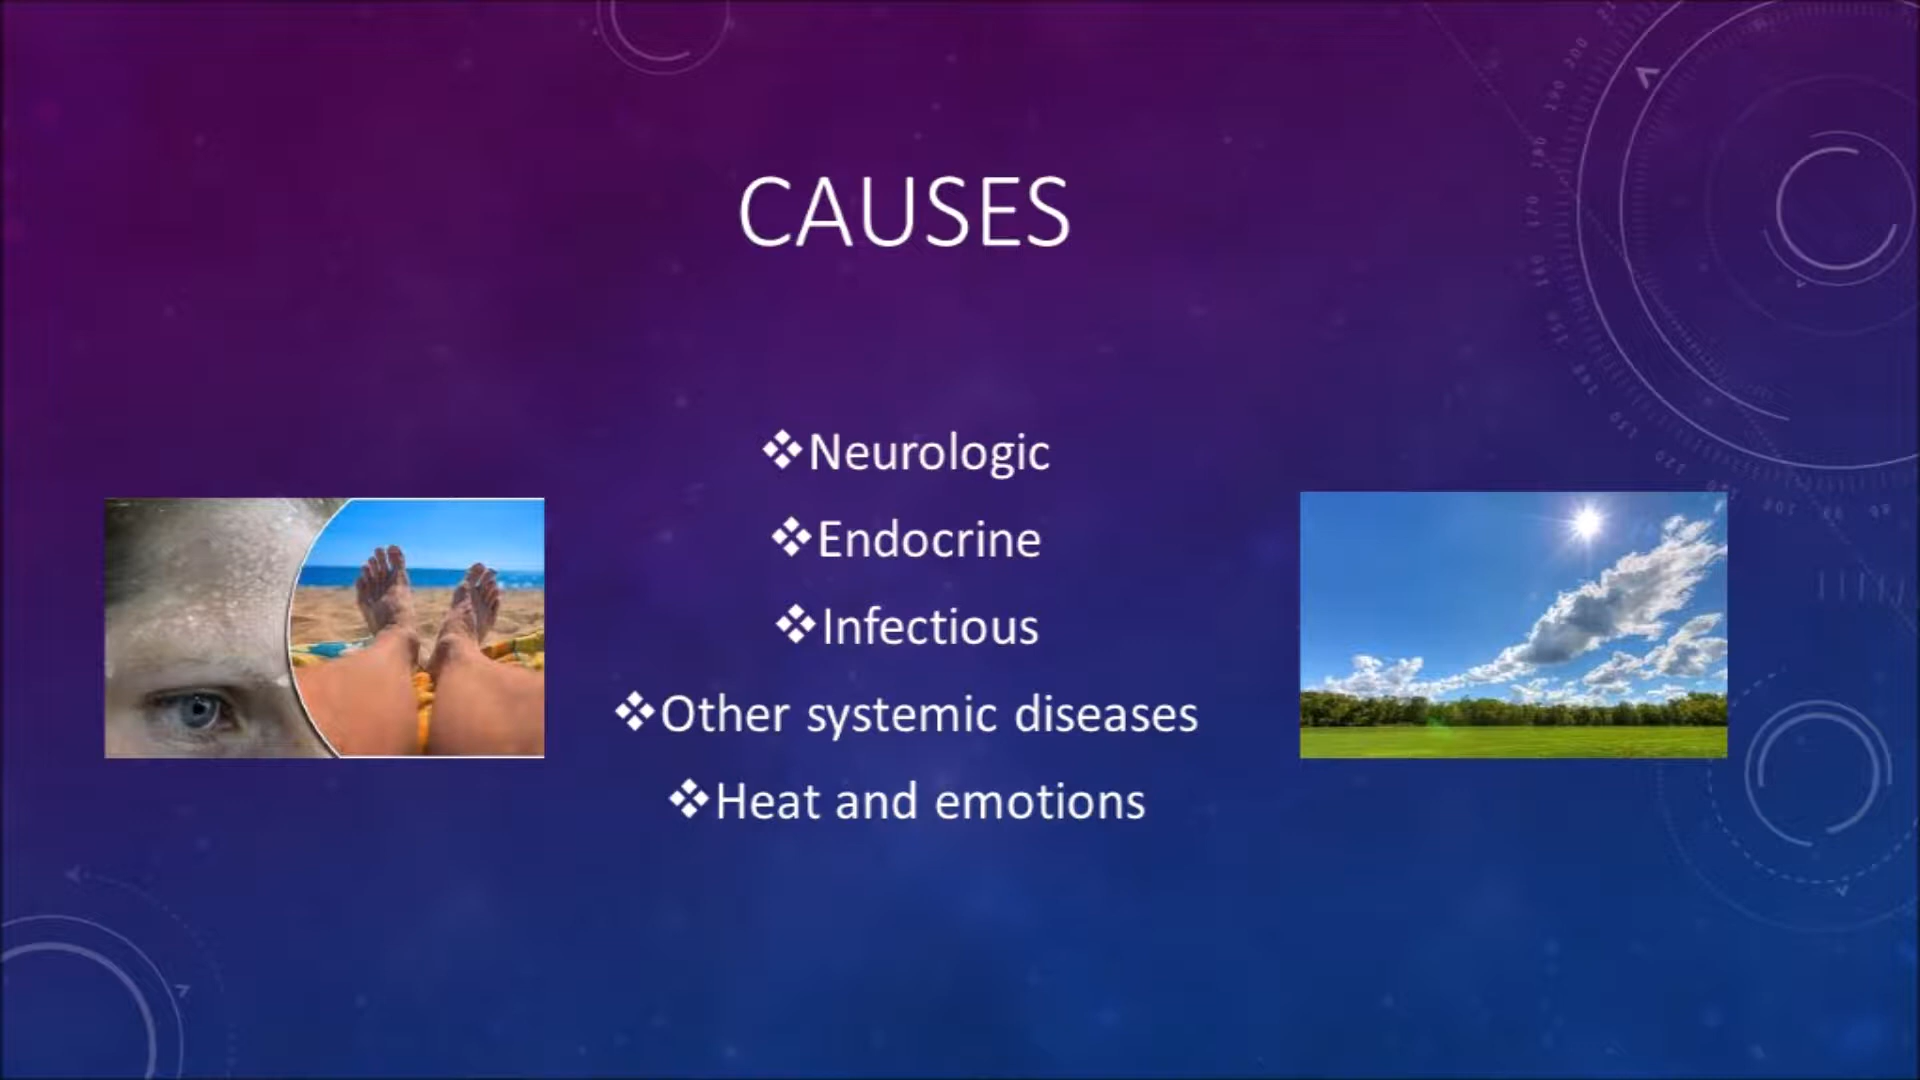 CAUSES
❖Neurologic
❖Endocrine
❖Infectious
❖Other systemic diseases
❖Heat and emotions